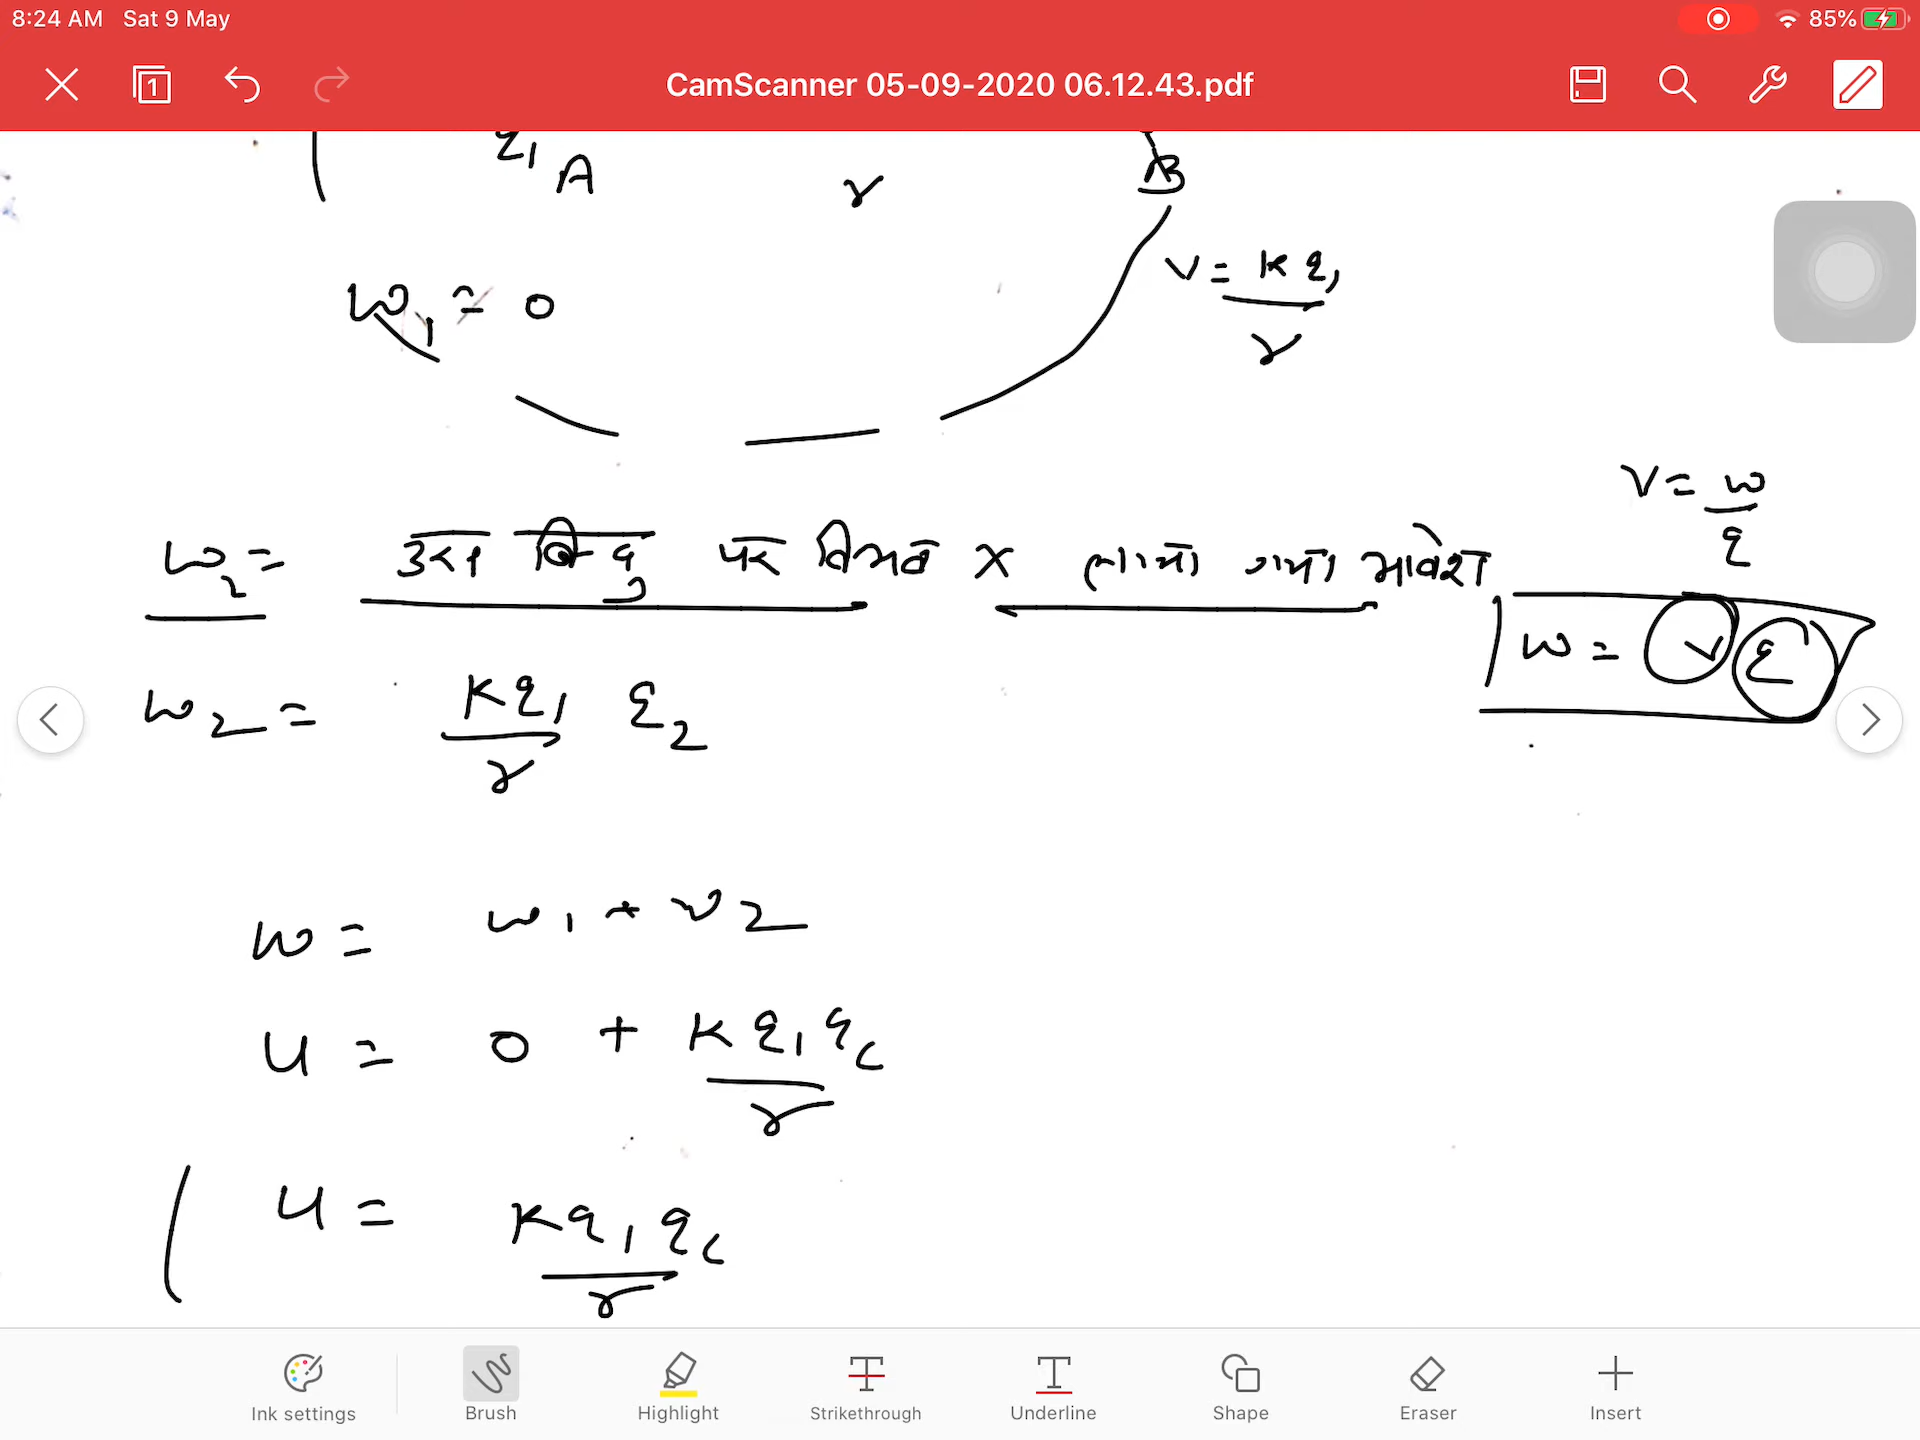 8:24 AM Sat 9 May 85%
1 CamScanner 05-09-2020 06.12.43.pdf
q₁ A r B
w₁ = 0
V = kq₁/r
V = w/q
w₂ = उस बिन्दु पर विभव × लाया गया आवेश
w = V q
w₂ = kq₁/r q₂
w = w₁ + w₂
u = 0 + kq₁q₂/r
u = kq₁q₂/r
Ink settings Brush Highlight Strikethrough Underline Shape Eraser Insert